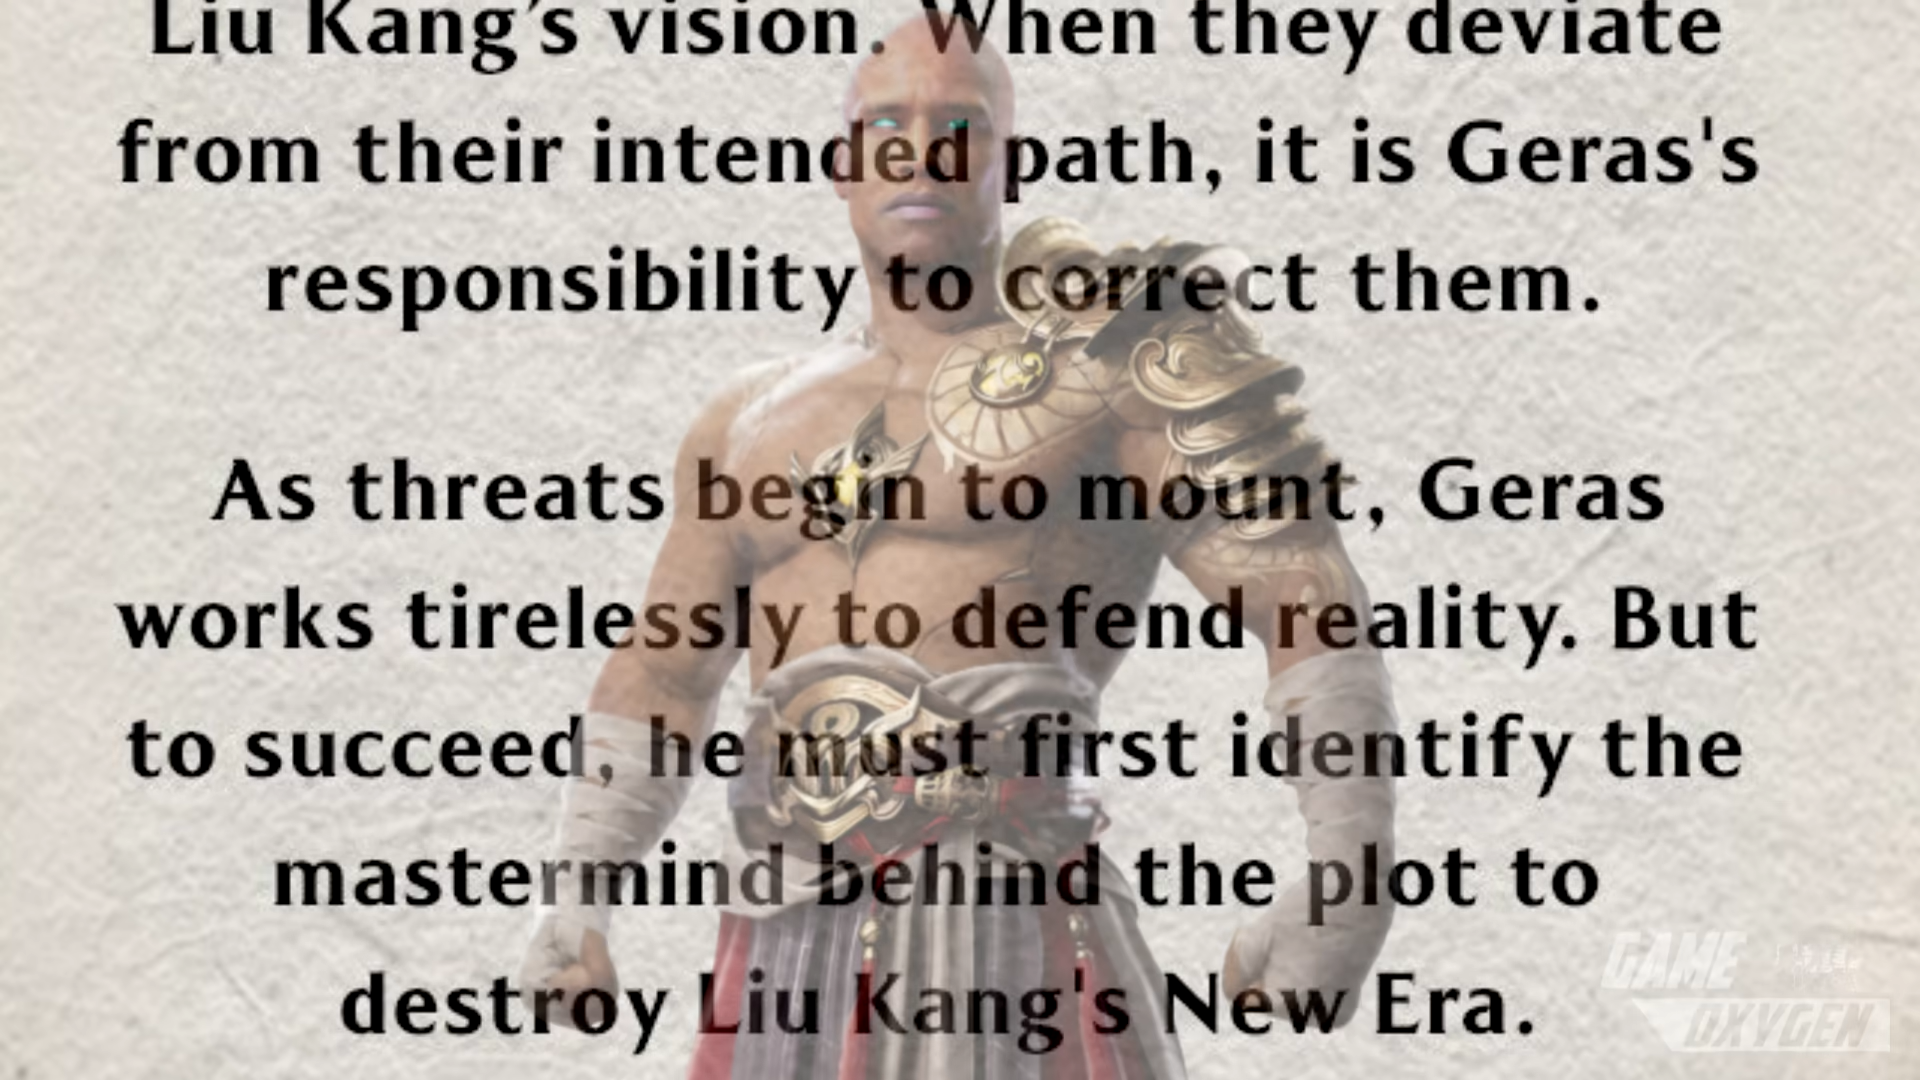 Liu Kang’s vision. When they deviate
from their intended path, it is Geras's
responsibility to correct them.
As threats begin to mount, Geras
works tirelessly to defend reality. But
to succeed, he must first identify the
mastermind behind the plot to
destroy Liu Kang's New Era.
GAME
OXYGEN